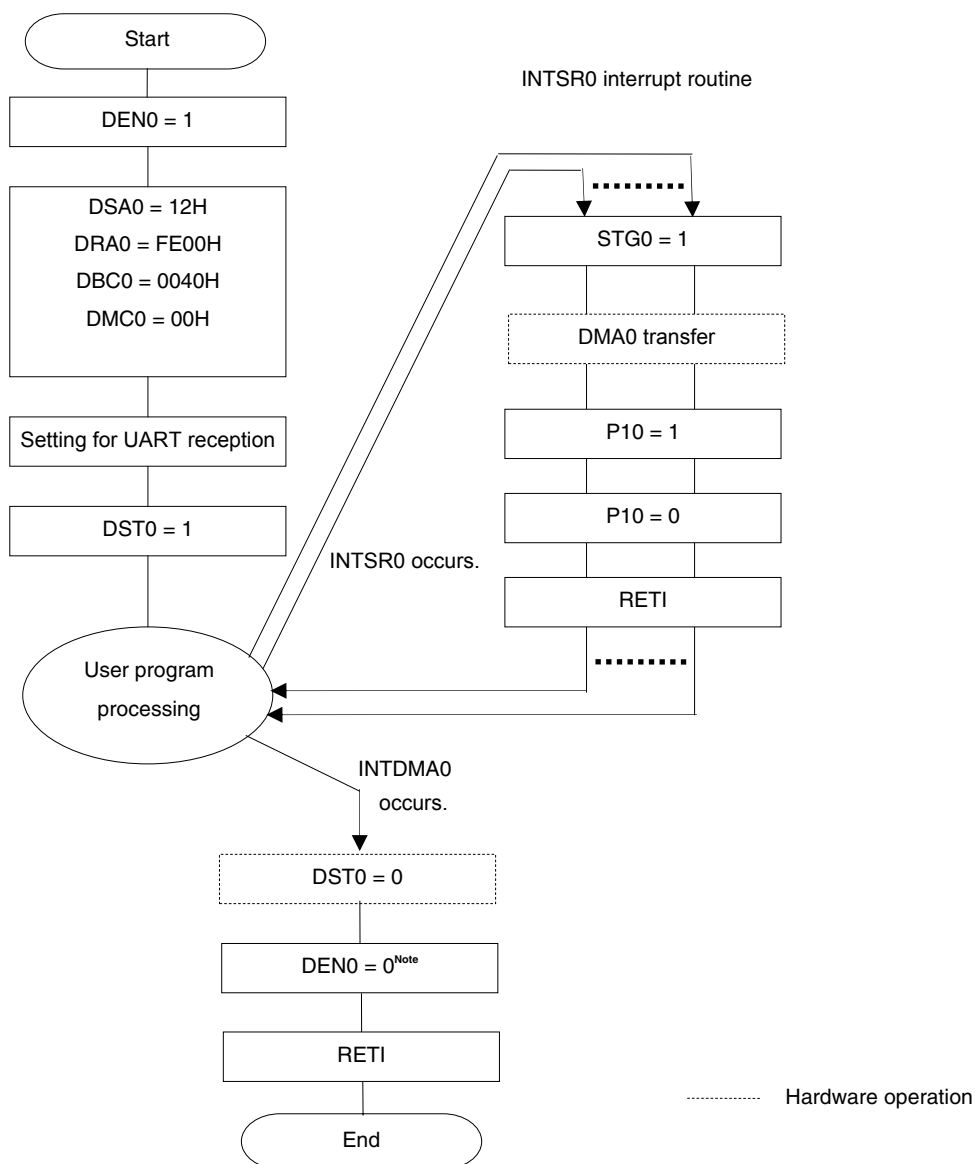 Start
DEN0 = 1
DSA0 = 12H
DRA0 = FE00H
DBC0 = 0040H
DMC0 = 00H
Setting for UART reception
DST0 = 1
User program
processing
INTSR0 occurs.
INTSR0 interrupt routine
STG0 = 1
DMA0 transfer
P10 = 1
P10 = 0
RETI
INTDMA0
occurs.
DST0 = 0
DEN0 = 0Note
RETI
End
Hardware operation